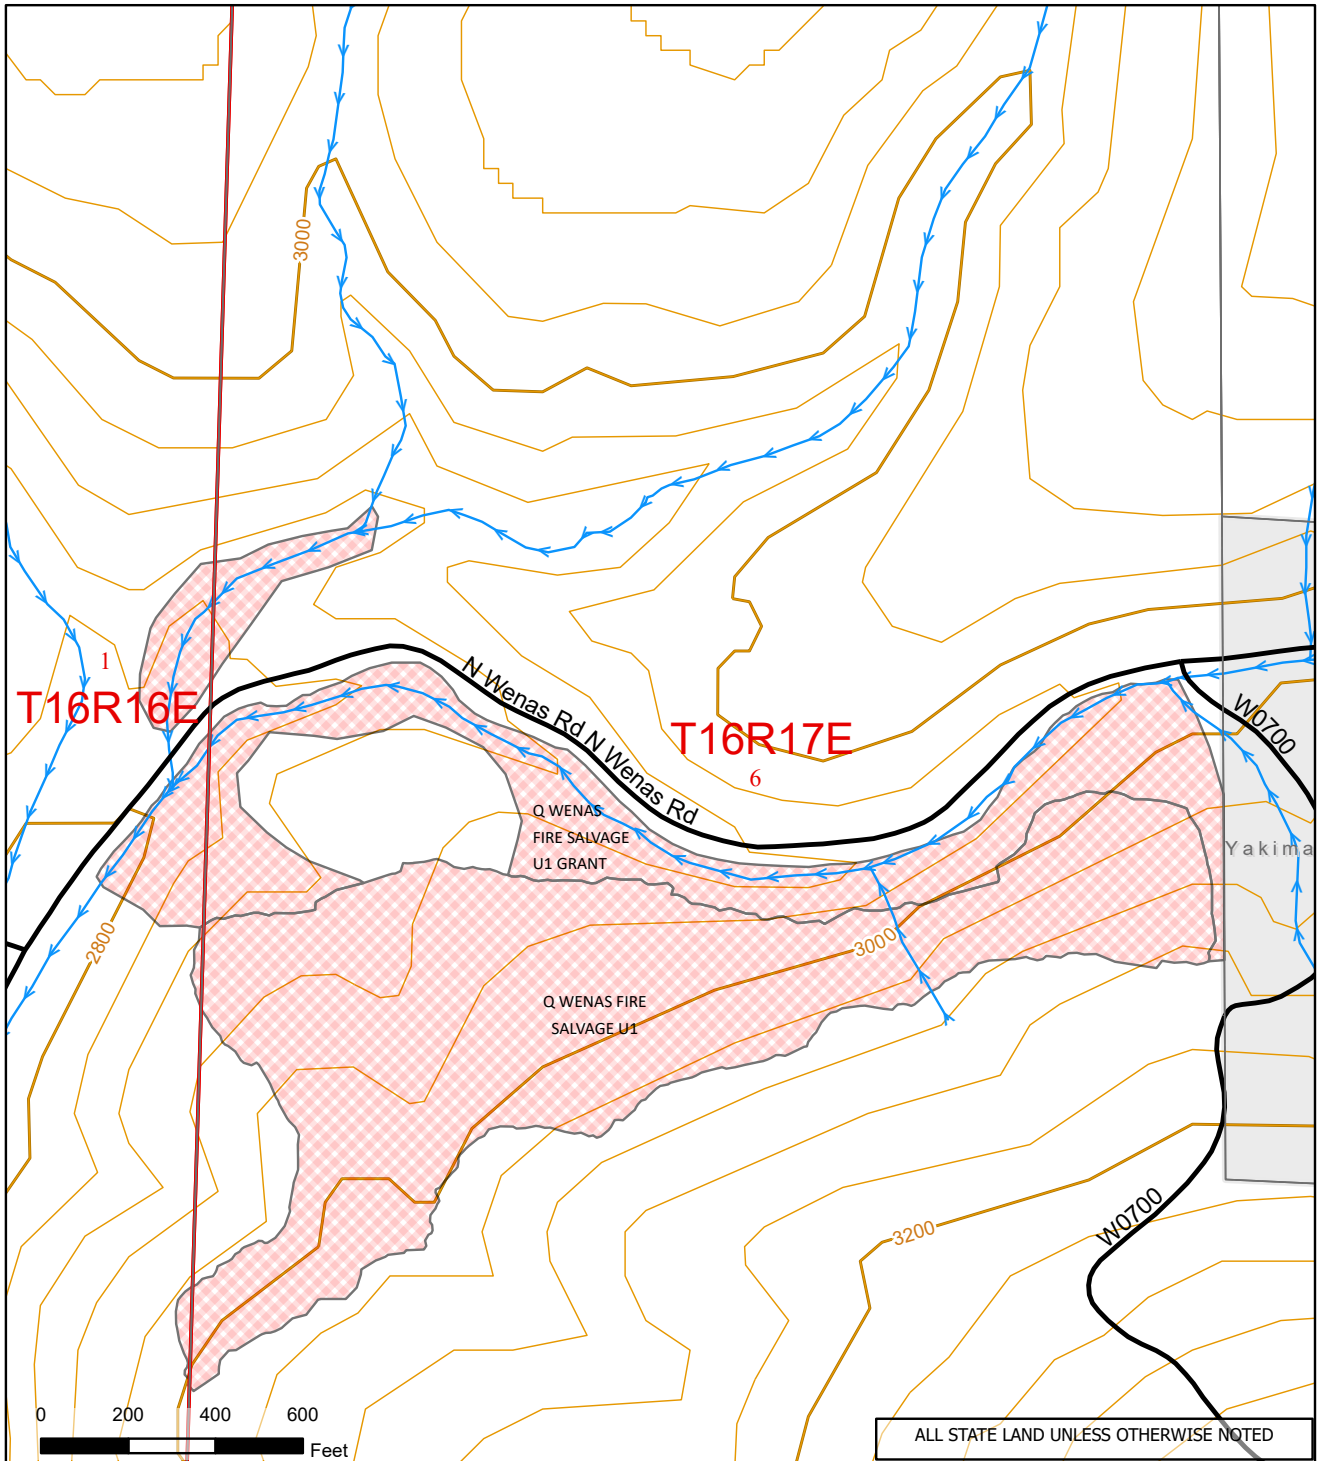 3000
1
T16R16E
N Wenas Rd N Wenas Rd
T16R17E
6
W0700
Q WENAS
FIRE SALVAGE
U1 GRANT
Yakima
2800
3000
Q WENAS FIRE
SALVAGE U1
W0700
3200
0 200 400 600
Feet
ALL STATE LAND UNLESS OTHERWISE NOTED